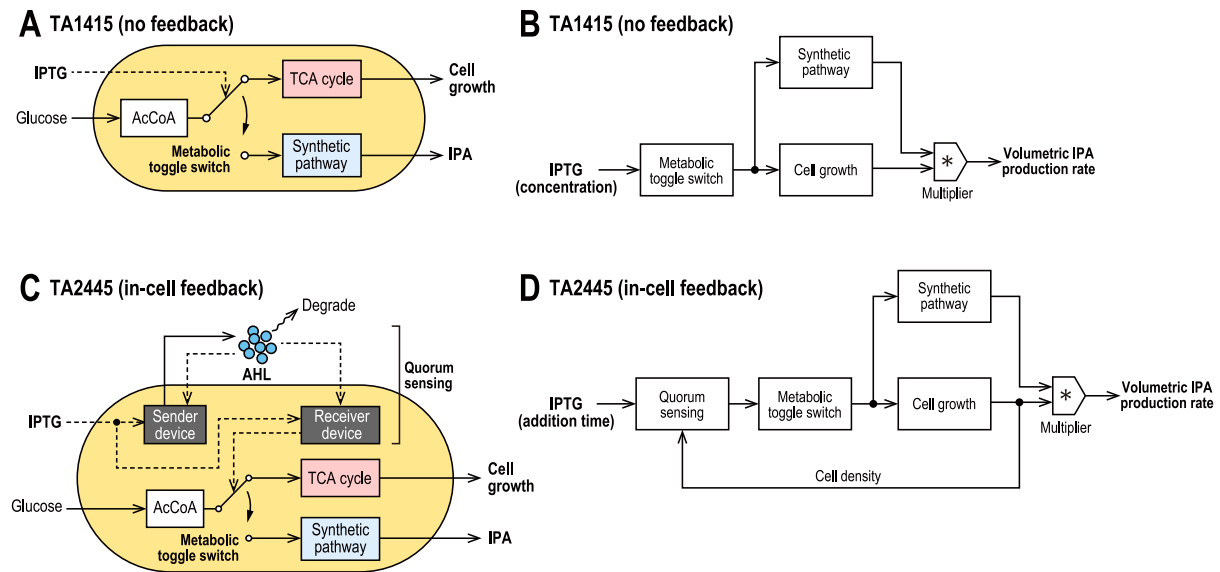 A TA1415 (no feedback)
IPTG
Glucose
AcCoA
TCA cycle
Cell
growth
Metabolic
toggle switch
Synthetic
pathway
IPA
B TA1415 (no feedback)
Synthetic
pathway
IPTG
(concentration)
Metabolic
toggle switch
Cell growth
*
Multiplier
Volumetric IPA
production rate
C TA2445 (in-cell feedback)
Degrade
AHL
Quorum
sensing
IPTG
Sender
device
Receiver
device
Glucose
AcCoA
TCA cycle
Cell
growth
Metabolic
toggle switch
Synthetic
pathway
IPA
D TA2445 (in-cell feedback)
Synthetic
pathway
IPTG
(addition time)
Quorum
sensing
Metabolic
toggle switch
Cell growth
*
Multiplier
Volumetric IPA
production rate
Cell density